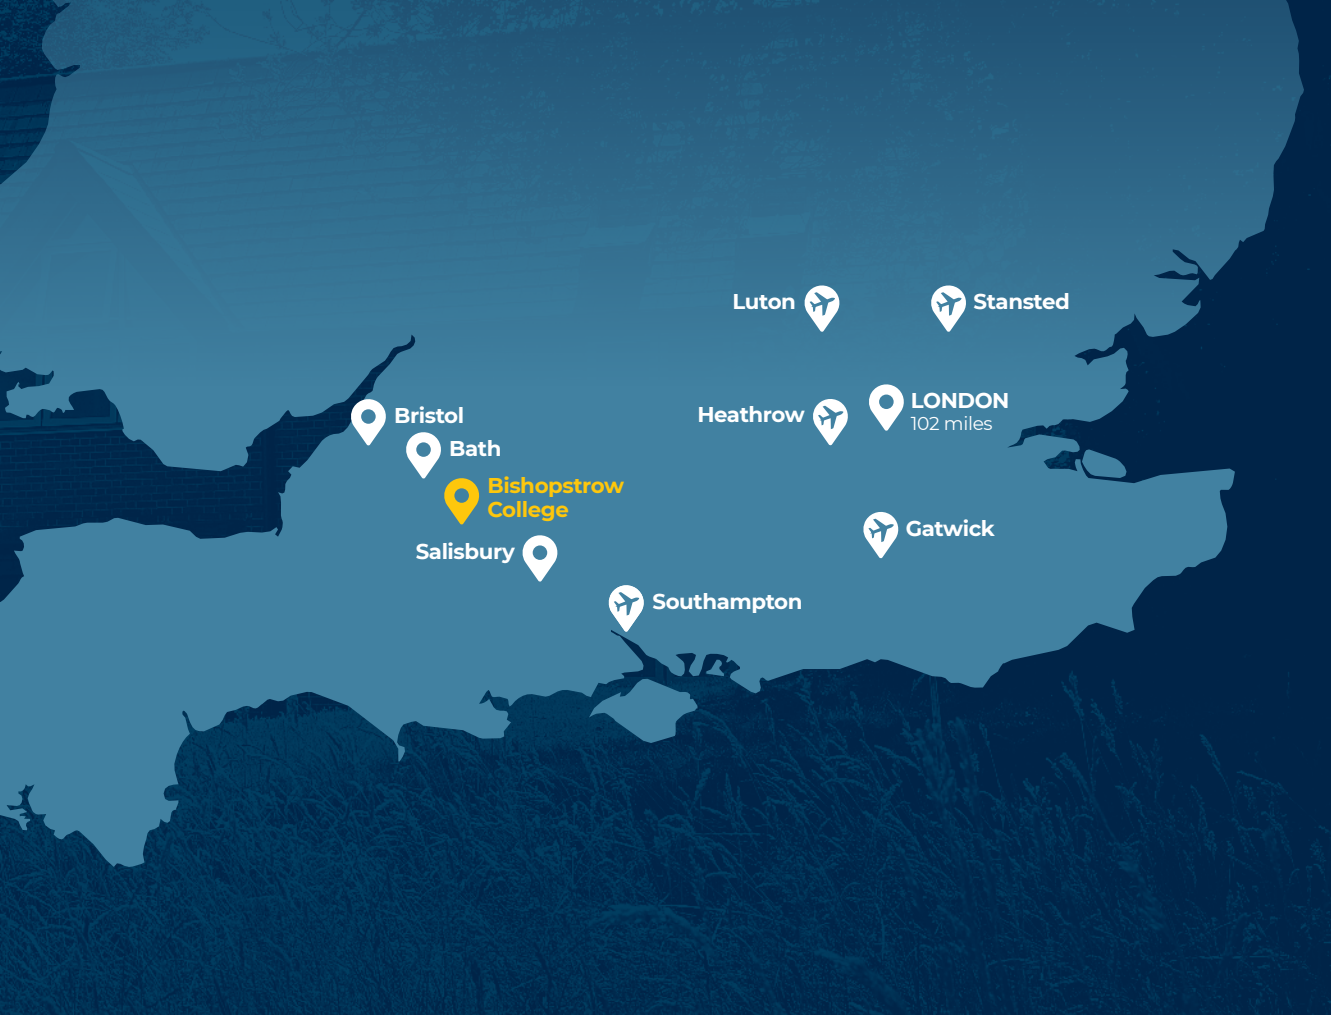 Luton
Stansted
LONDON
102 miles
Heathrow
Bristol
Bath
Bishopstrow
College
Gatwick
Salisbury
Southampton